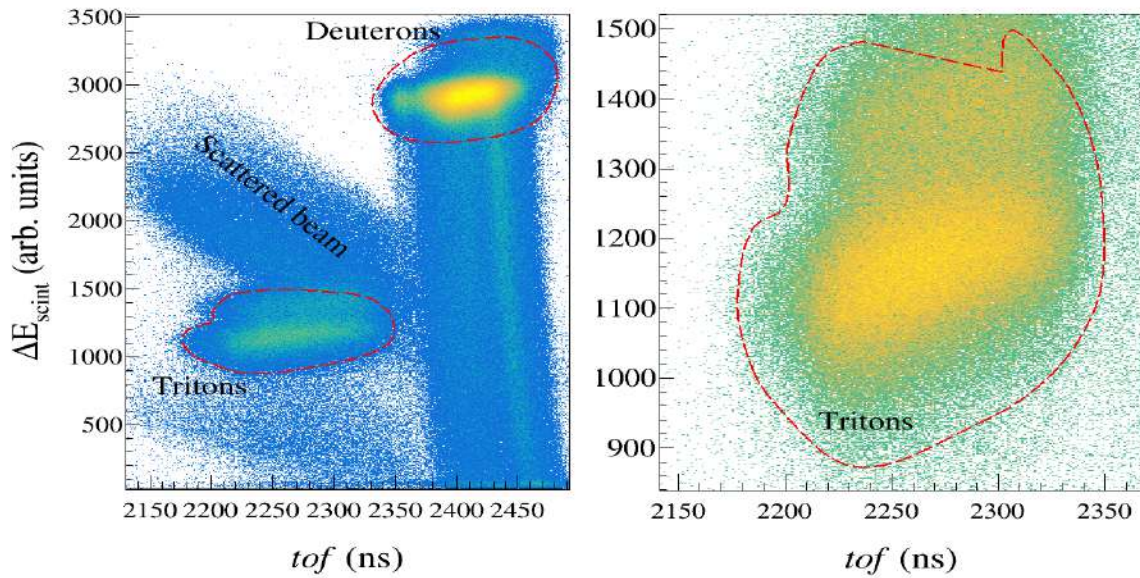 Deuterons
Scattered beam
Tritons
ΔE_scint (arb. units)
3500
3000
2500
2000
1500
1000
500
2150 2200 2250 2300 2350 2400 2450
tof (ns)
Tritons
1500
1400
1300
1200
1100
1000
900
2150 2200 2250 2300 2350
tof (ns)